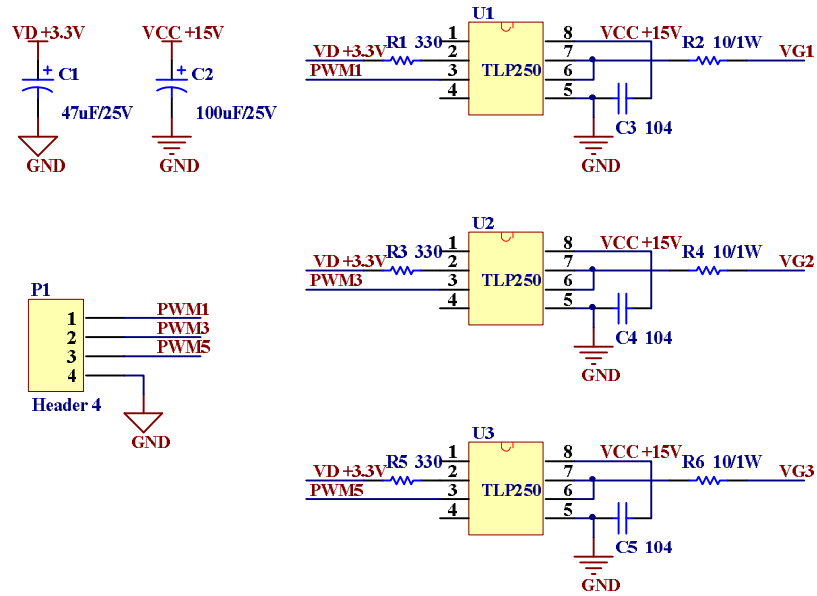 VD +3.3V
C1
47uF/25V
GND
VCC +15V
C2
100uF/25V
GND
U1
1
2
3
4
8
7
6
5
TLP250
R1 330
VD +3.3V
PWM1
VCC +15V
R2 10/1W
VG1
C3 104
GND
U2
1
2
3
4
8
7
6
5
TLP250
R3 330
VD +3.3V
PWM3
VCC +15V
R4 10/1W
VG2
C4 104
GND
P1
1
2
3
4
PWM1
PWM3
PWM5
Header 4
GND
U3
1
2
3
4
8
7
6
5
TLP250
R5 330
VD +3.3V
PWM5
VCC +15V
R6 10/1W
VG3
C5 104
GND